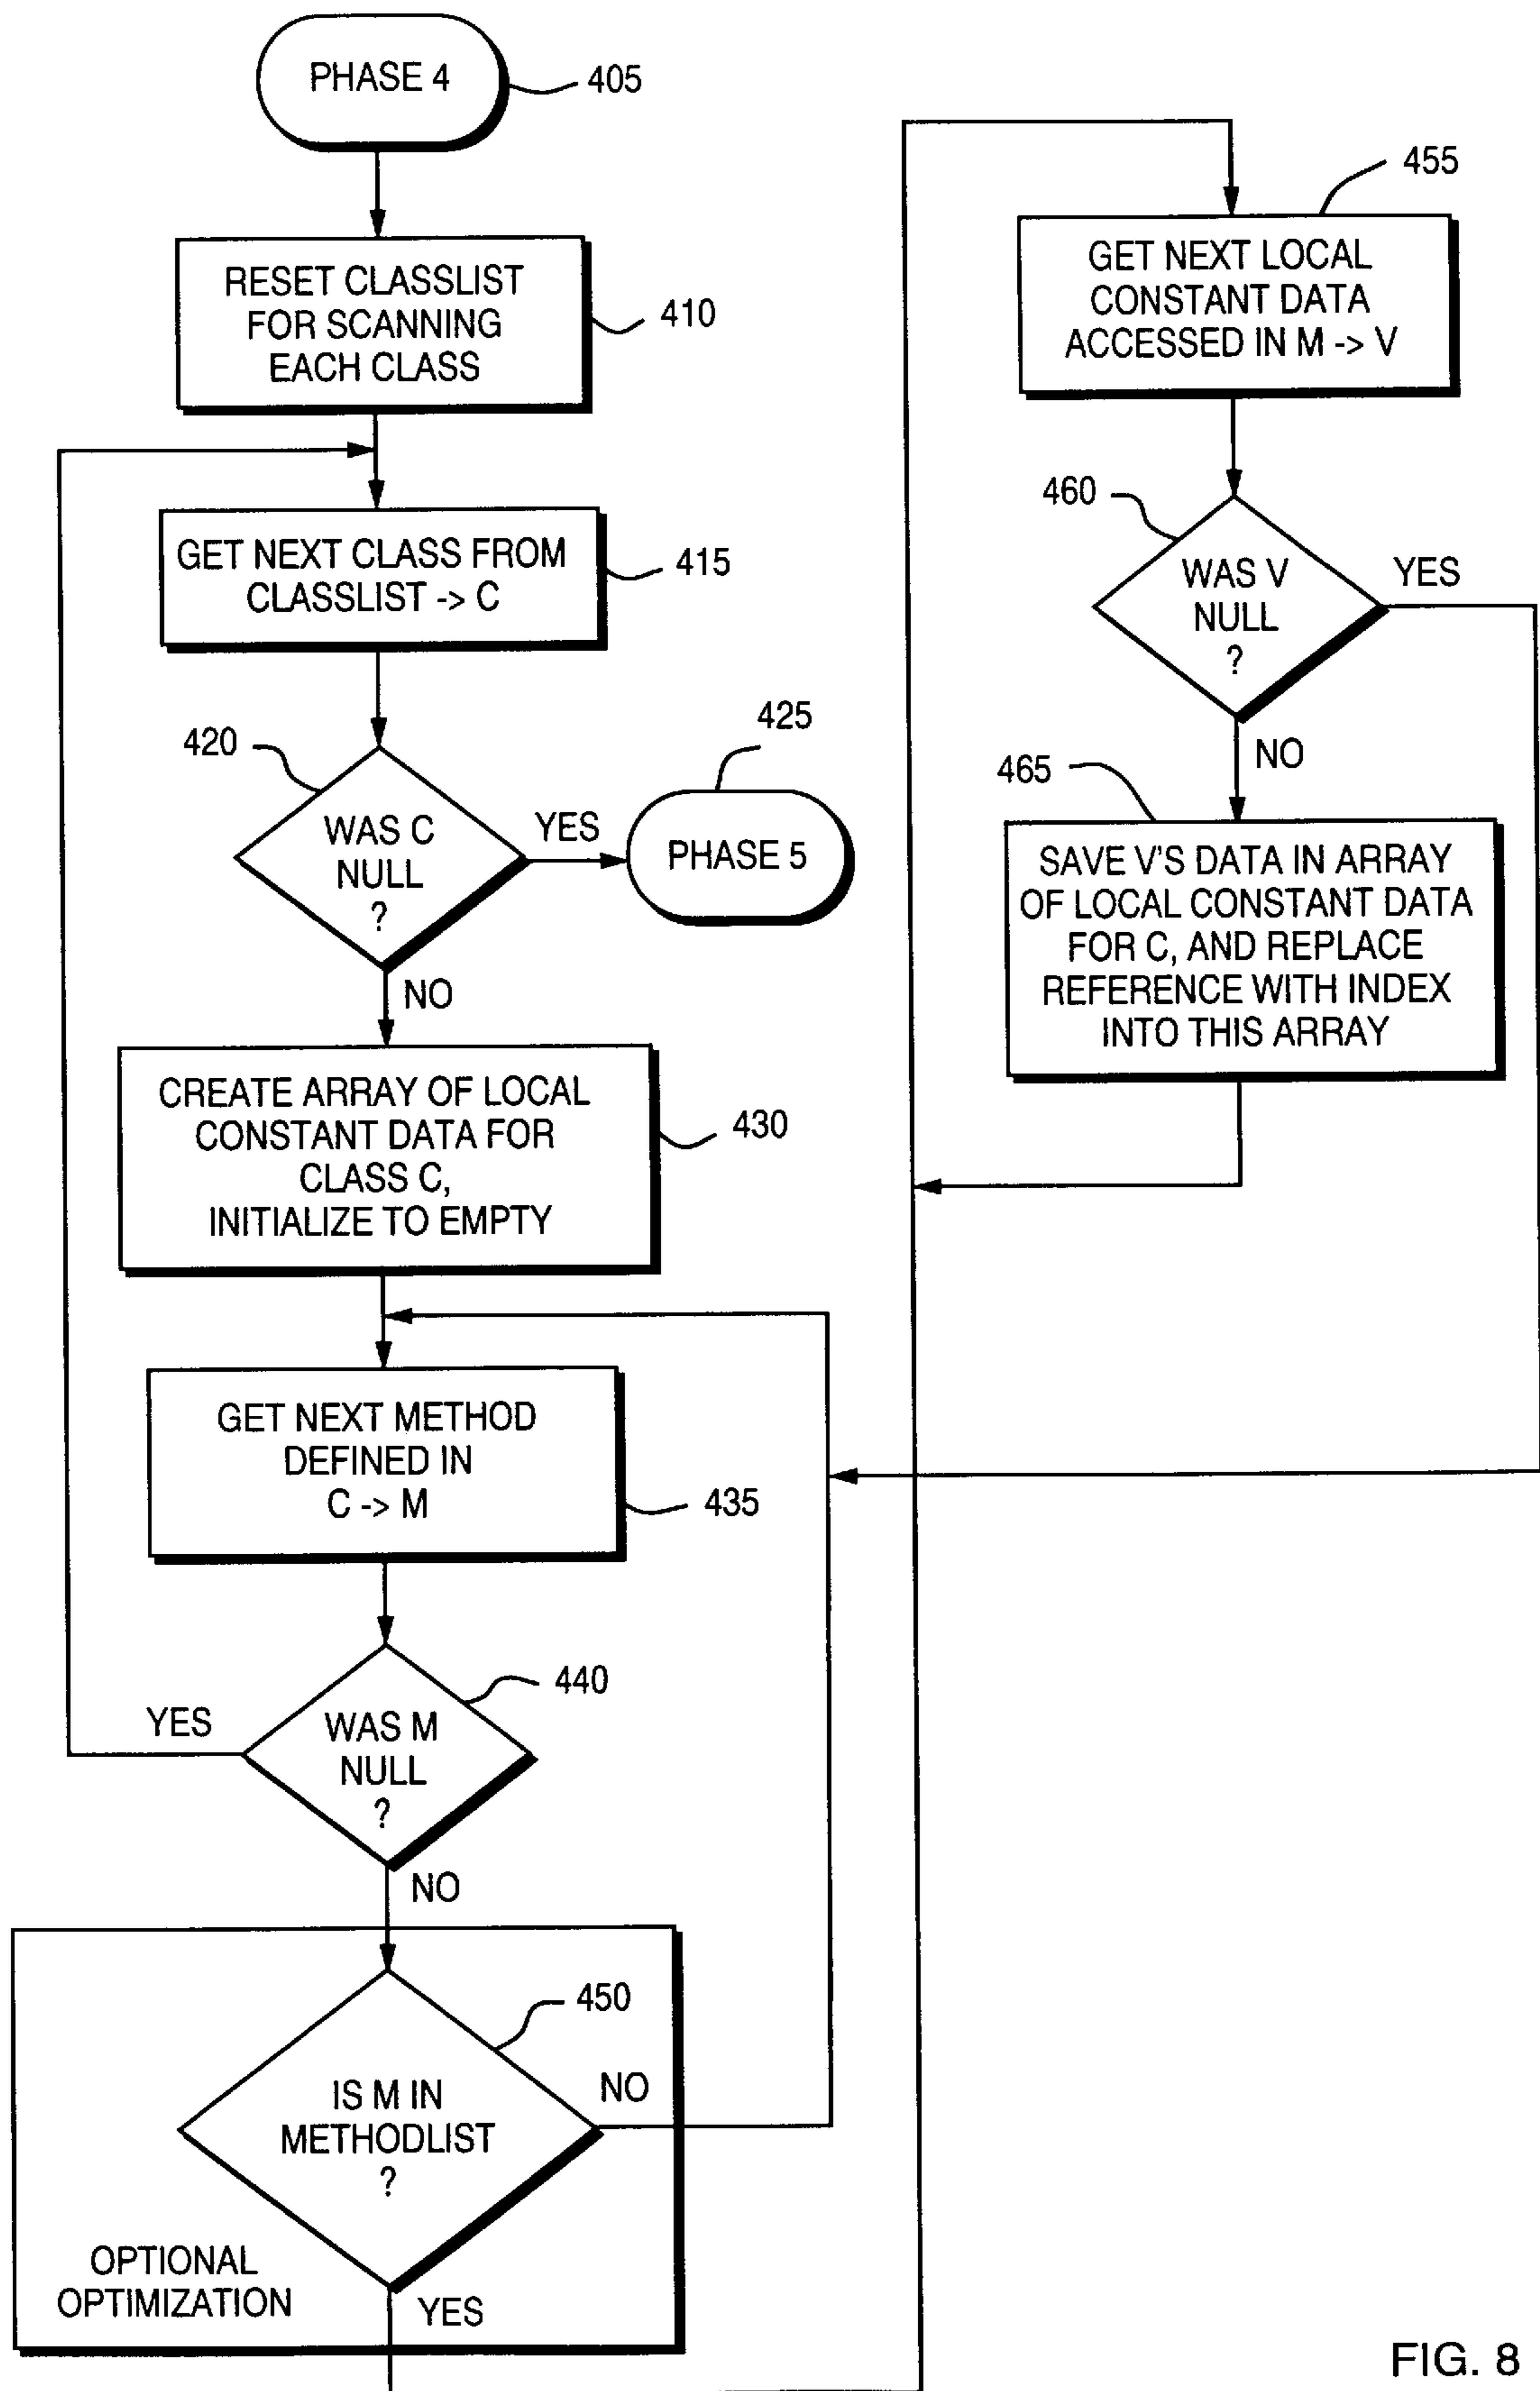 PHASE 4
405
RESET CLASSLIST
FOR SCANNING
EACH CLASS
410
GET NEXT CLASS FROM
CLASSLIST -> C
415
420
WAS C
NULL
?
YES
425
PHASE 5
NO
CREATE ARRAY OF LOCAL
CONSTANT DATA FOR
CLASS C,
INITIALIZE TO EMPTY
430
GET NEXT METHOD
DEFINED IN
C -> M
435
440
WAS M
NULL
?
YES
NO
450
IS M IN
METHODLIST
?
NO
OPTIONAL
OPTIMIZATION
YES
455
GET NEXT LOCAL
CONSTANT DATA
ACCESSED IN M -> V
460
WAS V
NULL
?
YES
NO
465
SAVE V'S DATA IN ARRAY
OF LOCAL CONSTANT DATA
FOR C, AND REPLACE
REFERENCE WITH INDEX
INTO THIS ARRAY
FIG. 8